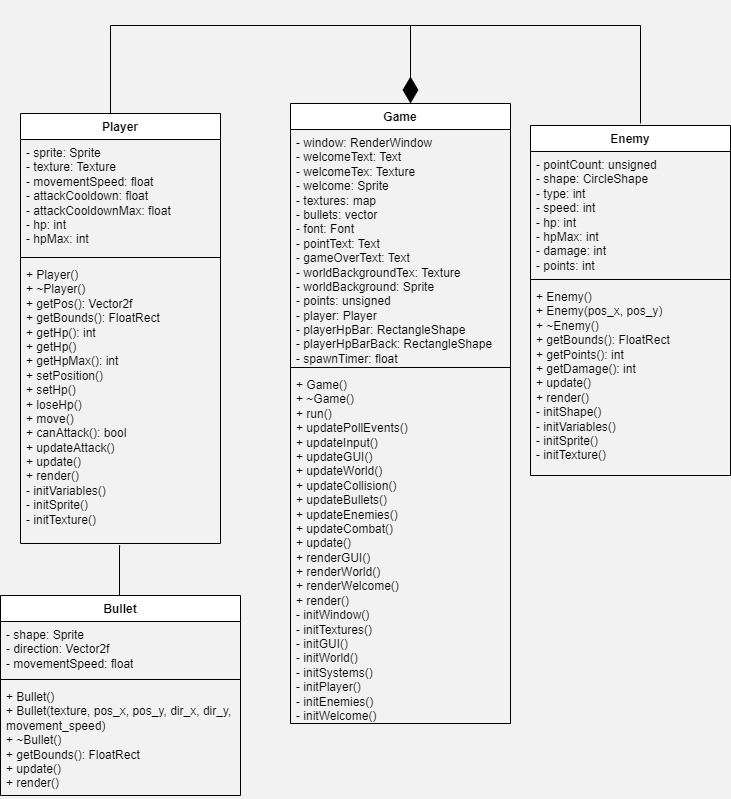 Player
- sprite: Sprite
- texture: Texture
- movementSpeed: float
- attackCooldown: float
- attackCooldownMax: float
- hp: int
- hpMax: int
+ Player()
+ ~Player()
+ getPos(): Vector2f
+ getBounds(): FloatRect
+ getHp(): int
+ getHp()
+ getHpMax(): int
+ setPosition()
+ setHp()
+ loseHp()
+ move()
+ canAttack(): bool
+ updateAttack()
+ update()
+ render()
- initVariables()
- initSprite()
- initTexture()
Game
- window: RenderWindow
- welcomeText: Text
- welcomeTex: Texture
- welcome: Sprite
- textures: map
- bullets: vector
- font: Font
- pointText: Text
- gameOverText: Text
- worldBackgroundTex: Texture
- worldBackground: Sprite
- points: unsigned
- player: Player
- playerHpBar: RectangleShape
- playerHpBarBack: RectangleShape
- spawnTimer: float
+ Game()
+ ~Game()
+ run()
+ updatePollEvents()
+ updateInput()
+ updateGUI()
+ updateWorld()
+ updateCollision()
+ updateBullets()
+ updateEnemies()
+ updateCombat()
+ update()
+ renderGUI()
+ renderWorld()
+ renderWelcome()
+ render()
- initWindow()
- initTextures()
- initGUI()
- initWorld()
- initSystems()
- initPlayer()
- initEnemies()
- initWelcome()
Enemy
- pointCount: unsigned
- shape: CircleShape
- type: int
- speed: int
- hp: int
- hpMax: int
- damage: int
- points: int
+ Enemy()
+ Enemy(pos_x, pos_y)
+ ~Enemy()
+ getBounds(): FloatRect
+ getPoints(): int
+ getDamage(): int
+ update()
+ render()
- initShape()
- initVariables()
- initSprite()
- initTexture()
Bullet
- shape: Sprite
- direction: Vector2f
- movementSpeed: float
+ Bullet()
+ Bullet(texture, pos_x, pos_y, dir_x, dir_y,
movement_speed)
+ ~Bullet()
+ getBounds(): FloatRect
+ update()
+ render()